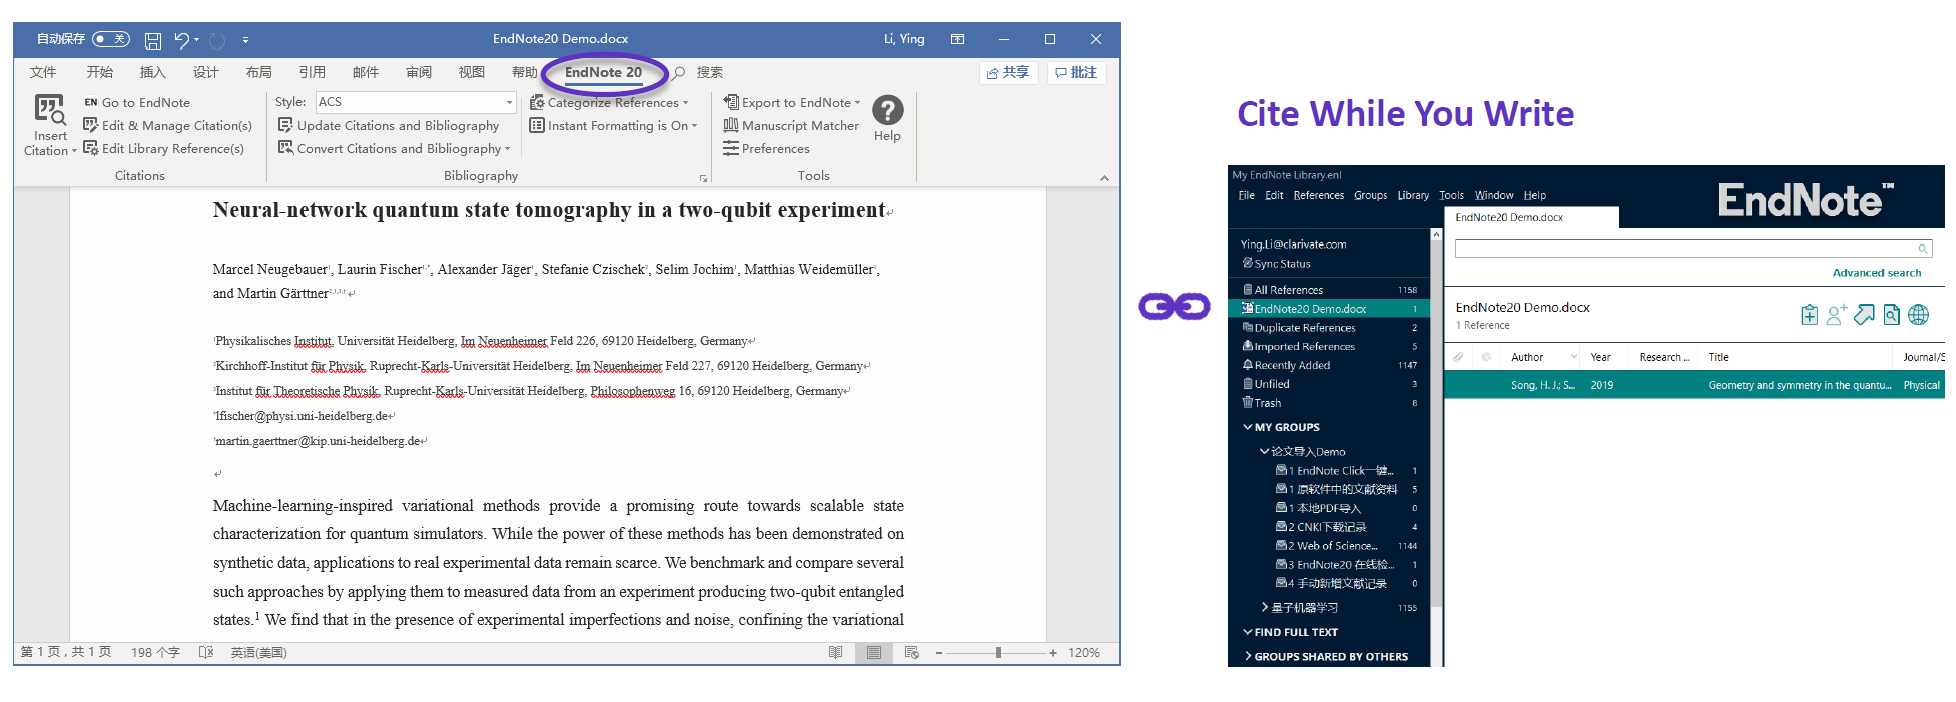 自动保存 关 EndNote20 Demo.docx Li, Ying
文件 开始 插入 设计 布局 引用 邮件 审阅 视图 帮助 EndNote 20 搜索 共享 批注
Insert Citation
EN Go to EndNote
Edit & Manage Citation(s)
Edit Library Reference(s)
Citations
Style: ACS
Update Citations and Bibliography
Convert Citations and Bibliography
Categorize References
Instant Formatting is On
Bibliography
Export to EndNote
Manuscript Matcher
Preferences
Help
Tools
Neural-network quantum state tomography in a two-qubit experiment
Marcel Neugebauer¹, Laurin Fischer¹,*, Alexander Jäger¹, Stefanie Czischek², Selim Jochim¹, Matthias Weidemüller¹,
and Martin Gärttner
¹Physikalisches Institut, Universität Heidelberg, Im Neuenheimer Feld 226, 69120 Heidelberg, Germany
²Kirchhoff-Institut für Physik, Ruprecht-Karls-Universität Heidelberg, Im Neuenheimer Feld 227, 69120 Heidelberg, Germany
³Institut für Theoretische Physik, Ruprecht-Karls-Universität Heidelberg, Philosophenweg 16, 69120 Heidelberg, Germany
*lfischer@physi.uni-heidelberg.de
martin.gaerttner@kip.uni-heidelberg.de
Machine-learning-inspired variational methods provide a promising route towards scalable state
characterization for quantum simulators. While the power of these methods has been demonstrated on
synthetic data, applications to real experimental data remain scarce. We benchmark and compare several
such approaches by applying them to measured data from an experiment producing two-qubit entangled
states.¹ We find that in the presence of experimental imperfections and noise, confining the variational
第 1 页，共 1 页 198 个字 英语(美国) 120%
Cite While You Write
My EndNote Library.enl
File Edit References Groups Library Tools Window Help
EndNote™
EndNote20 Demo.docx
Ying.Li@clarivate.com
Sync Status
All References 1158
EndNote20 Demo.docx 1
Duplicate References 2
Imported References 5
Recently Added 1147
Unfiled 3
Trash 8
MY GROUPS
论文导入Demo
1 EndNote Click一键... 1
1 原软件中的文献资料 5
1 本地PDF导入 0
2 CNKI下载记录 4
2 Web of Science... 1144
3 EndNote20 在线检... 1
4 手动新增文献记录 0
量子机器学习 1155
FIND FULL TEXT
GROUPS SHARED BY OTHERS
Advanced search
EndNote20 Demo.docx
1 Reference
Author Year Research ... Title Journal/S
Song, H. J.; S... 2019 Geometry and symmetry in the quantu... Physical